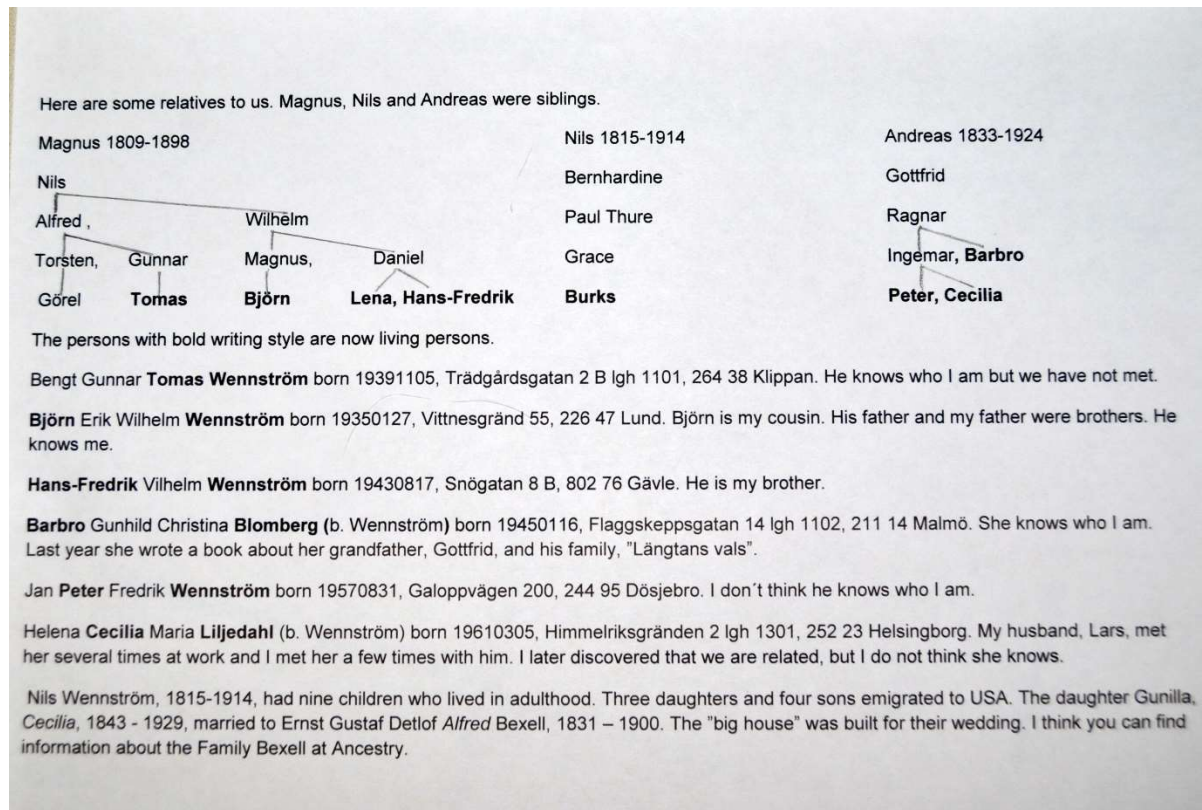 Here are some relatives to us. Magnus, Nils and Andreas were siblings.
Magnus 1809-1898 Nils 1815-1914 Andreas 1833-1924
Nils Bernhardine Gottfrid
Alfred , Wilhelm Paul Thure Ragnar
Torsten, Gunnar Magnus, Daniel Grace Ingemar, Barbro
Görel Tomas Björn Lena, Hans-Fredrik Burks Peter, Cecilia
The persons with bold writing style are now living persons.
Bengt Gunnar Tomas Wennström born 19391105, Trädgårdsgatan 2 B lgh 1101, 264 38 Klippan. He knows who I am but we have not met.
Björn Erik Wilhelm Wennström born 19350127, Vittnesgränd 55, 226 47 Lund. Björn is my cousin. His father and my father were brothers. He
knows me.
Hans-Fredrik Vilhelm Wennström born 19430817, Snögatan 8 B, 802 76 Gävle. He is my brother.
Barbro Gunhild Christina Blomberg (b. Wennström) born 19450116, Flaggskeppsgatan 14 lgh 1102, 211 14 Malmö. She knows who I am.
Last year she wrote a book about her grandfather, Gottfrid, and his family, "Längtans vals".
Jan Peter Fredrik Wennström born 19570831, Galoppvägen 200, 244 95 Dösjebro. I don´t think he knows who I am.
Helena Cecilia Maria Liljedahl (b. Wennström) born 19610305, Himmelriksgränden 2 lgh 1301, 252 23 Helsingborg. My husband, Lars, met
her several times at work and I met her a few times with him. I later discovered that we are related, but I do not think she knows.
Nils Wennström, 1815-1914, had nine children who lived in adulthood. Three daughters and four sons emigrated to USA. The daughter Gunilla,
Cecilia, 1843 - 1929, married to Ernst Gustaf Detlof Alfred Bexell, 1831 – 1900. The "big house" was built for their wedding. I think you can find
information about the Family Bexell at Ancestry.